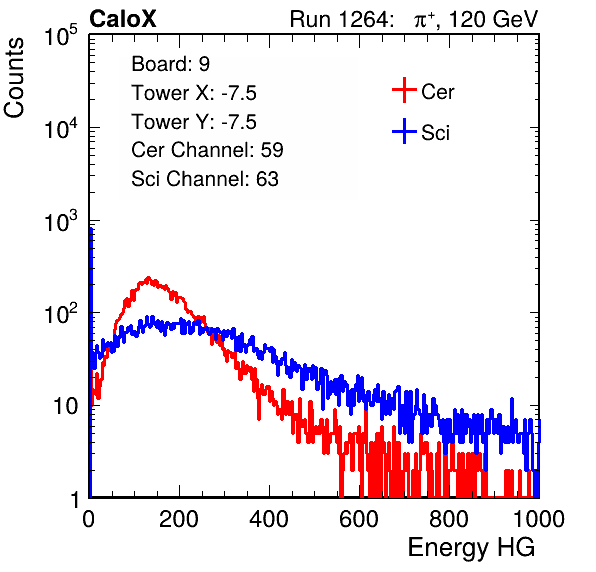 CaloX Run 1264: π⁺, 120 GeV
Counts
10⁵
10⁴
10³
10²
10
1
Board: 9
Tower X: -7.5
Tower Y: -7.5
Cer Channel: 59
Sci Channel: 63
Cer
Sci
0 200 400 600 800 1000
Energy HG